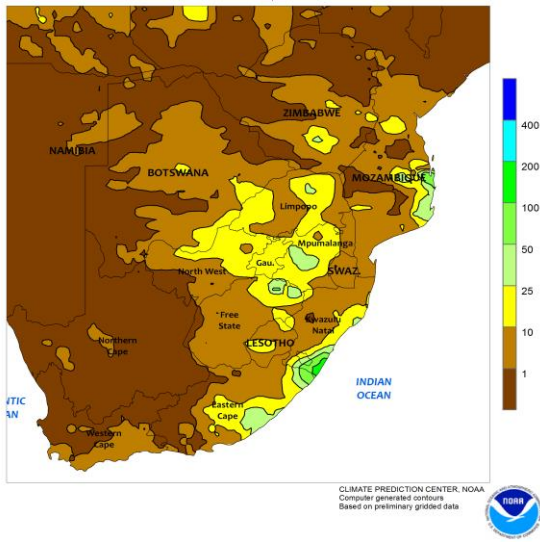 ZIMBABWE
NAMIBIA
BOTSWANA
MOZAMBIQUE
Limpopo
Mpumalanga
Gau.
North West
SWAZ.
Free
State
Kwazulu
Natal
LESOTHO
Northern
Cape
Eastern
Cape
Western
Cape
NTIC
AN
INDIAN
OCEAN
400
200
100
50
25
10
1
CLIMATE PREDICTION CENTER, NOAA
Computer generated contours
Based on preliminary gridded data
NOAA